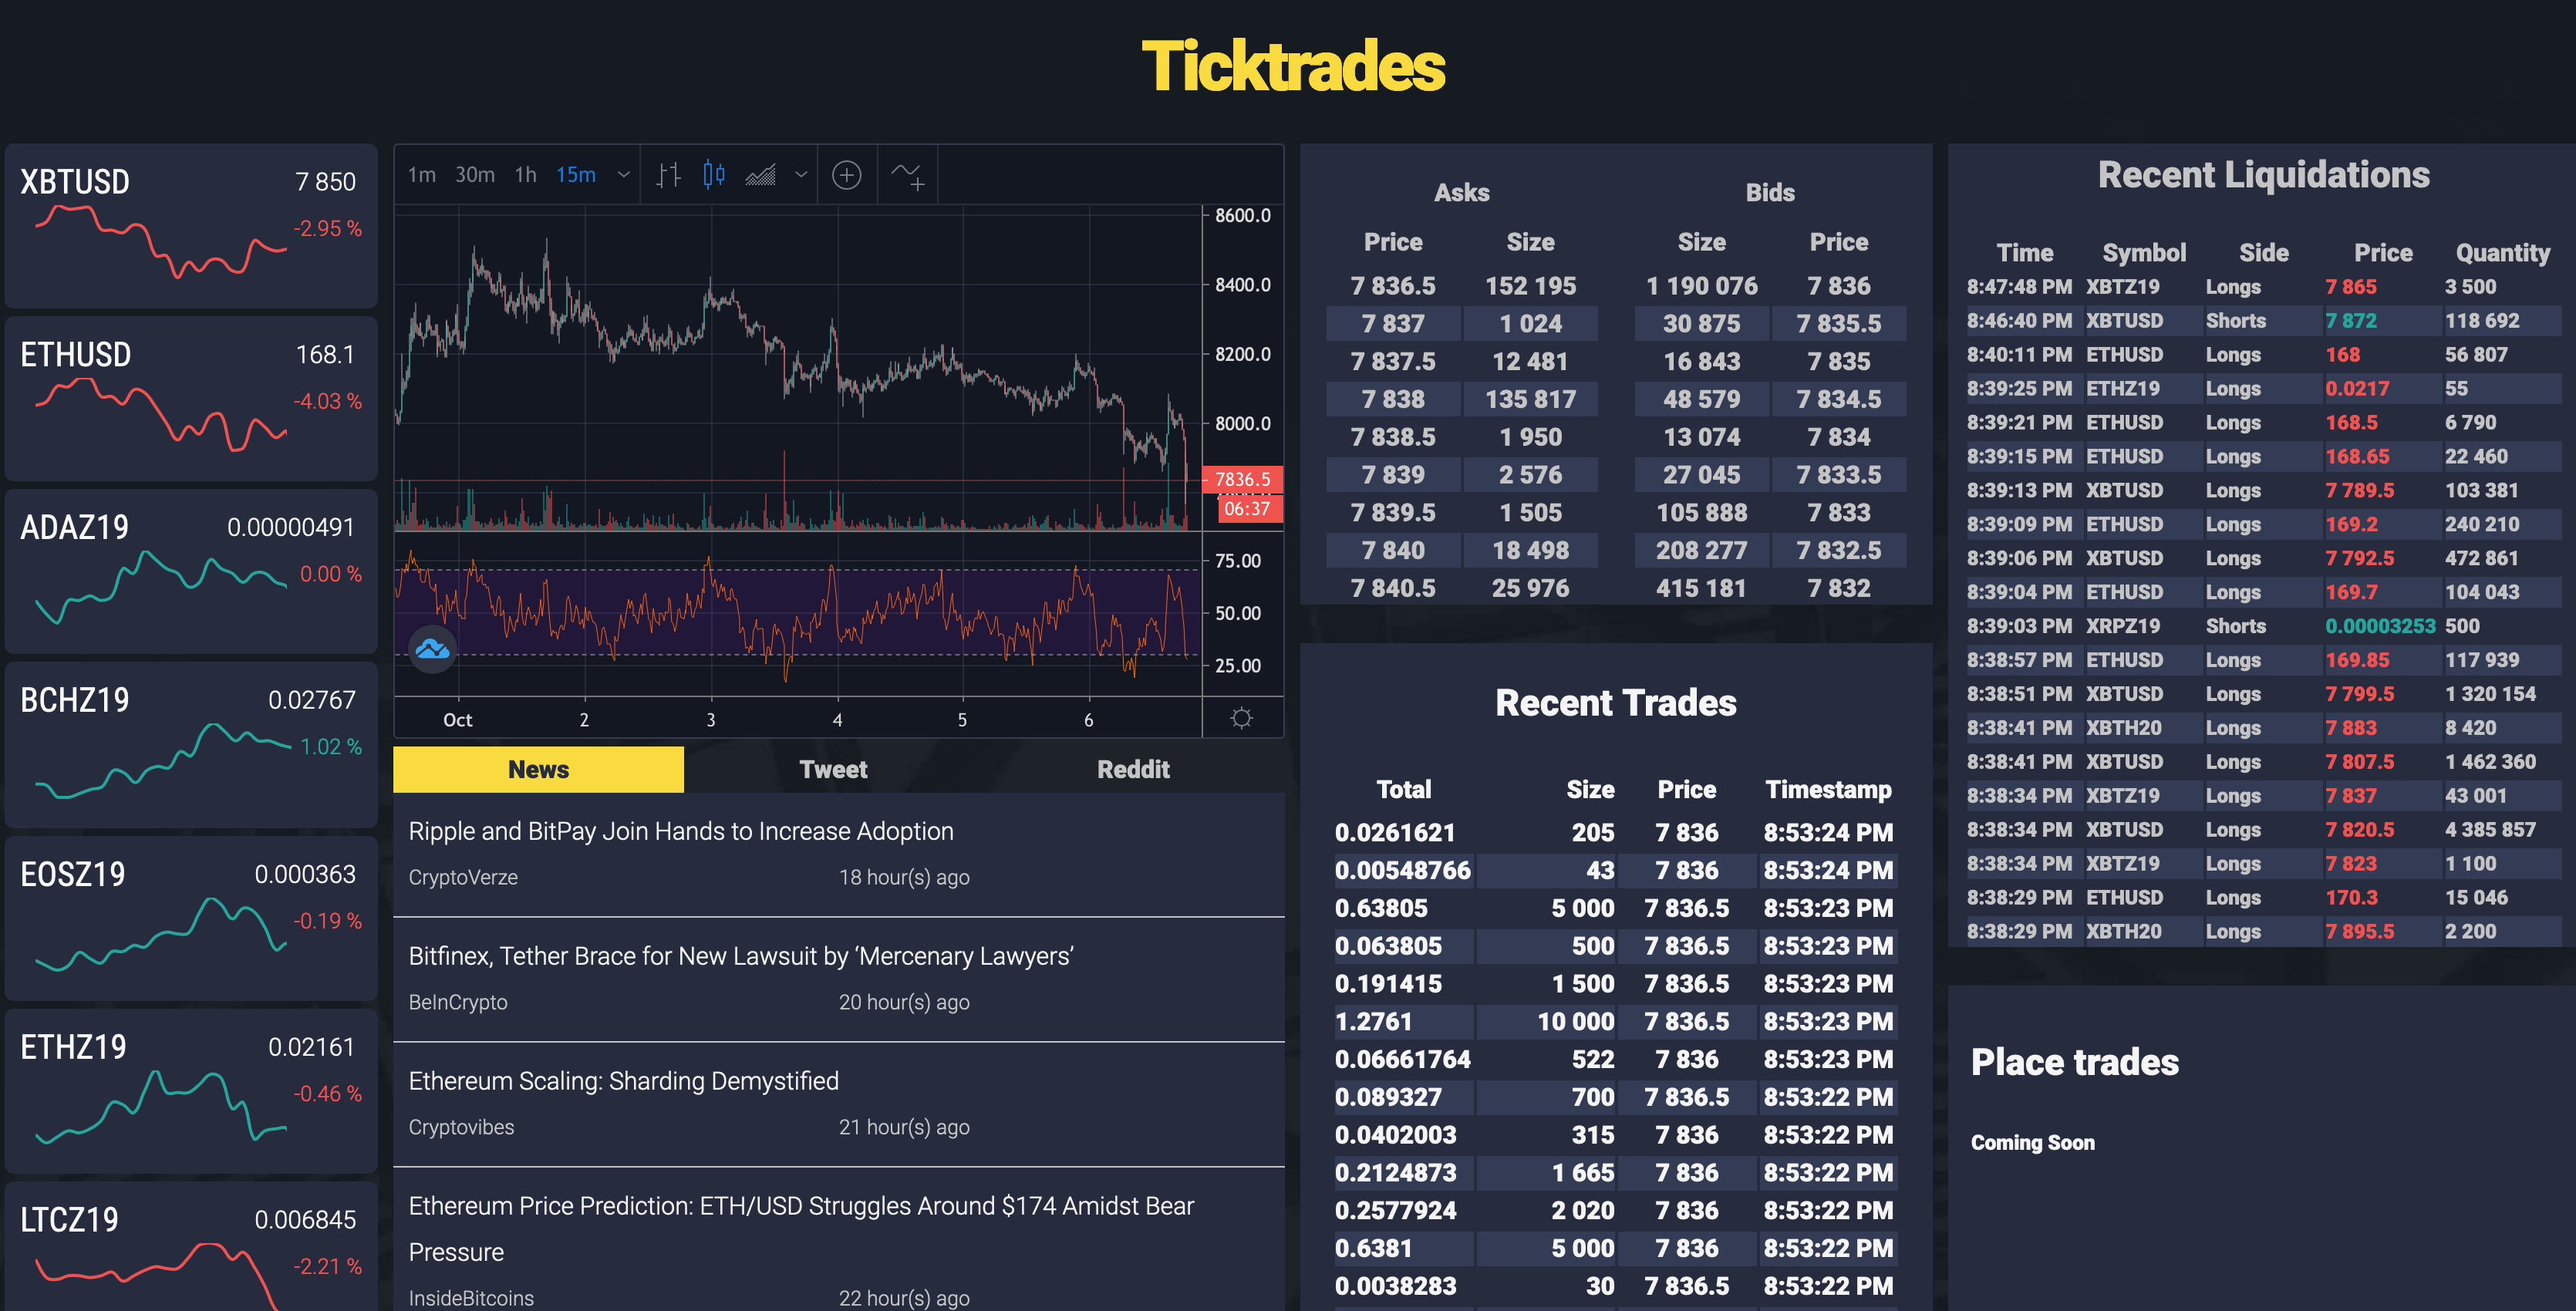 Ticktrades
XBTUSD 7 850
-2.95 %
ETHUSD 168.1
-4.03 %
ADAZ19 0.00000491
0.00 %
BCHZ19 0.02767
1.02 %
EOSZ19 0.000363
-0.19 %
ETHZ19 0.02161
-0.46 %
LTCZ19 0.006845
-2.21 %
1m 30m 1h 15m
8600.0
8400.0
8200.0
8000.0
7836.5
06:37
75.00
50.00
25.00
Oct 2 3 4 5 6
News Tweet Reddit
Ripple and BitPay Join Hands to Increase Adoption
CryptoVerze 18 hour(s) ago
Bitfinex, Tether Brace for New Lawsuit by ‘Mercenary Lawyers’
BeInCrypto 20 hour(s) ago
Ethereum Scaling: Sharding Demystified
Cryptovibes 21 hour(s) ago
Ethereum Price Prediction: ETH/USD Struggles Around $174 Amidst Bear
Pressure
InsideBitcoins 22 hour(s) ago
Asks Bids
Price Size Size Price
7 836.5 152 195 1 190 076 7 836
7 837 1 024 30 875 7 835.5
7 837.5 12 481 16 843 7 835
7 838 135 817 48 579 7 834.5
7 838.5 1 950 13 074 7 834
7 839 2 576 27 045 7 833.5
7 839.5 1 505 105 888 7 833
7 840 18 498 208 277 7 832.5
7 840.5 25 976 415 181 7 832
Recent Trades
Total Size Price Timestamp
0.0261621 205 7 836 8:53:24 PM
0.00548766 43 7 836 8:53:24 PM
0.63805 5 000 7 836.5 8:53:23 PM
0.063805 500 7 836.5 8:53:23 PM
0.191415 1 500 7 836.5 8:53:23 PM
1.2761 10 000 7 836.5 8:53:23 PM
0.06661764 522 7 836 8:53:23 PM
0.089327 700 7 836.5 8:53:22 PM
0.0402003 315 7 836 8:53:22 PM
0.2124873 1 665 7 836 8:53:22 PM
0.2577924 2 020 7 836 8:53:22 PM
0.6381 5 000 7 836 8:53:22 PM
0.0038283 30 7 836.5 8:53:22 PM
Recent Liquidations
Time Symbol Side Price Quantity
8:47:48 PM XBTZ19 Longs 7 865 3 500
8:46:40 PM XBTUSD Shorts 7 872 118 692
8:40:11 PM ETHUSD Longs 168 56 807
8:39:25 PM ETHZ19 Longs 0.0217 55
8:39:21 PM ETHUSD Longs 168.5 6 790
8:39:15 PM ETHUSD Longs 168.65 22 460
8:39:13 PM XBTUSD Longs 7 789.5 103 381
8:39:09 PM ETHUSD Longs 169.2 240 210
8:39:06 PM XBTUSD Longs 7 792.5 472 861
8:39:04 PM ETHUSD Longs 169.7 104 043
8:39:03 PM XRPZ19 Shorts 0.00003253 500
8:38:57 PM ETHUSD Longs 169.85 117 939
8:38:51 PM XBTUSD Longs 7 799.5 1 320 154
8:38:41 PM XBTH20 Longs 7 883 8 420
8:38:41 PM XBTUSD Longs 7 807.5 1 462 360
8:38:34 PM XBTZ19 Longs 7 837 43 001
8:38:34 PM XBTUSD Longs 7 820.5 4 385 857
8:38:34 PM XBTZ19 Longs 7 823 1 100
8:38:29 PM ETHUSD Longs 170.3 15 046
8:38:29 PM XBTH20 Longs 7 895.5 2 200
Place trades
Coming Soon